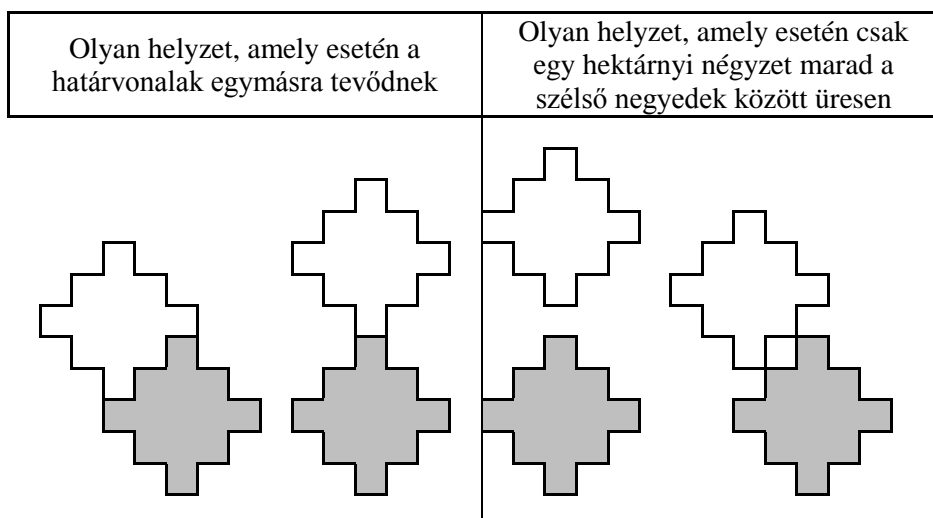 Olyan helyzet, amely esetén a
határvonalak egymásra tevődnek
Olyan helyzet, amely esetén csak
egy hektárnyi négyzet marad a
szélső negyedek között üresen